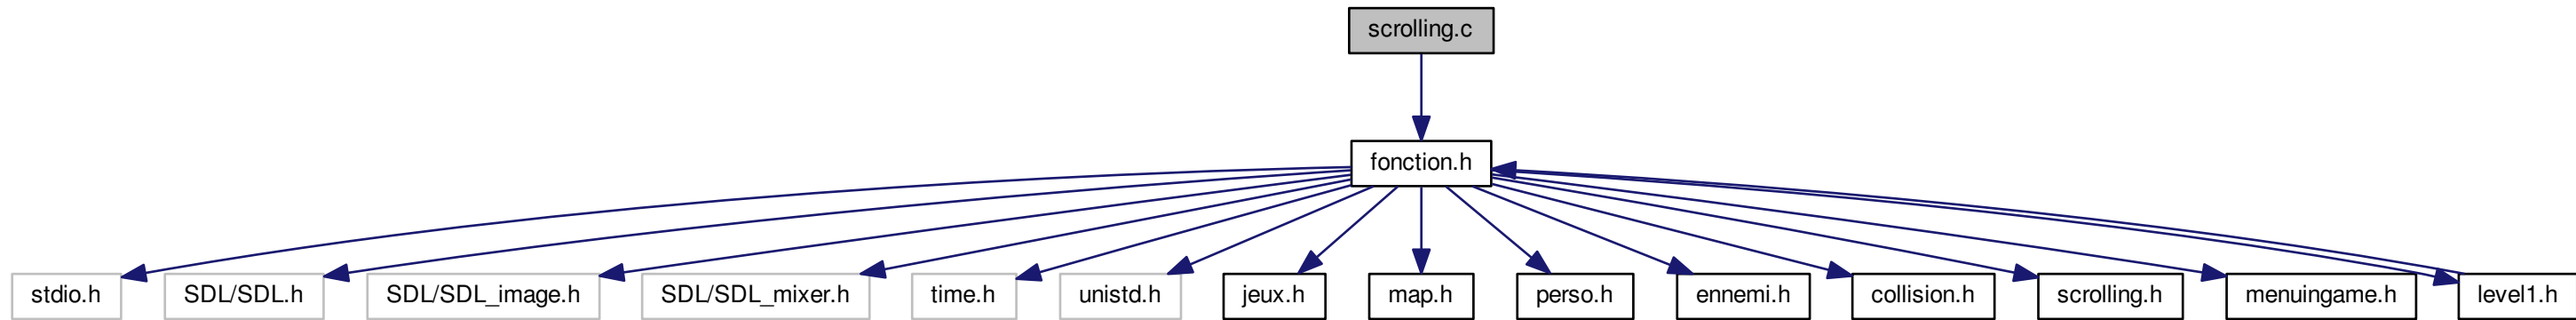 scrolling.c
fonction.h
stdio.h
SDL/SDL.h
SDL/SDL_image.h
SDL/SDL_mixer.h
time.h
unistd.h
jeux.h
map.h
perso.h
ennemi.h
collision.h
scrolling.h
menuingame.h
level1.h